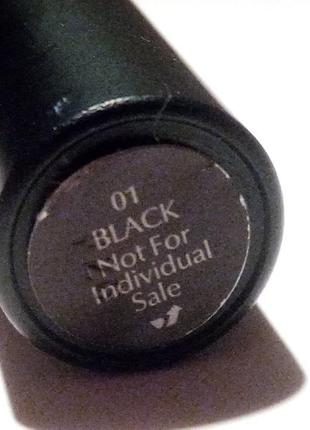 01
BLACK
Not For
Individual
Sale